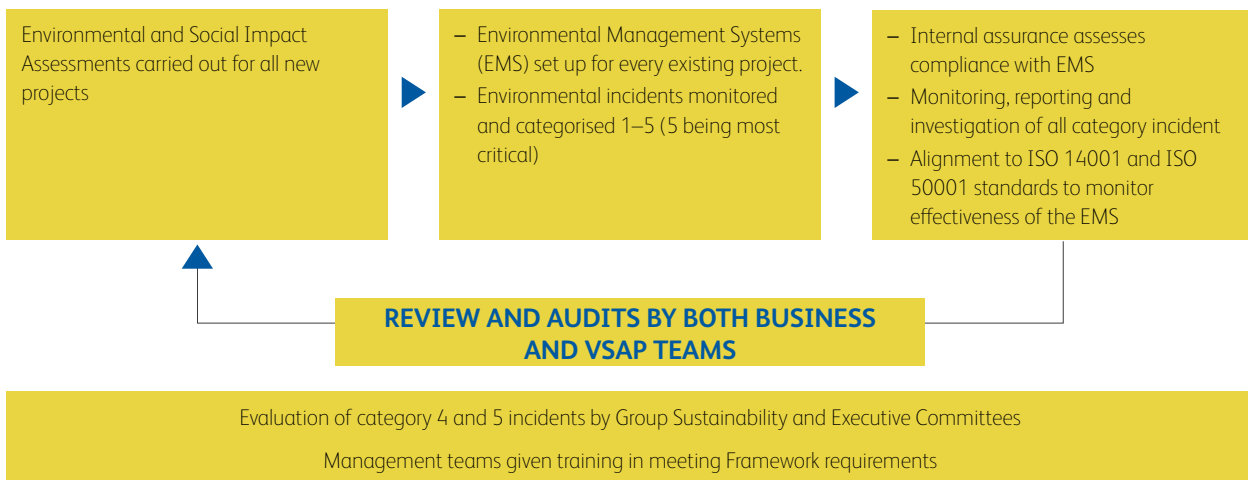 Environmental and Social Impact
Assessments carried out for all new
projects
– Environmental Management Systems
(EMS) set up for every existing project.
– Environmental incidents monitored
and categorised 1–5 (5 being most
critical)
– Internal assurance assesses
compliance with EMS
– Monitoring, reporting and
investigation of all category incident
– Alignment to ISO 14001 and ISO
50001 standards to monitor
effectiveness of the EMS
REVIEW AND AUDITS BY BOTH BUSINESS
AND VSAP TEAMS
Evaluation of category 4 and 5 incidents by Group Sustainability and Executive Committees
Management teams given training in meeting Framework requirements